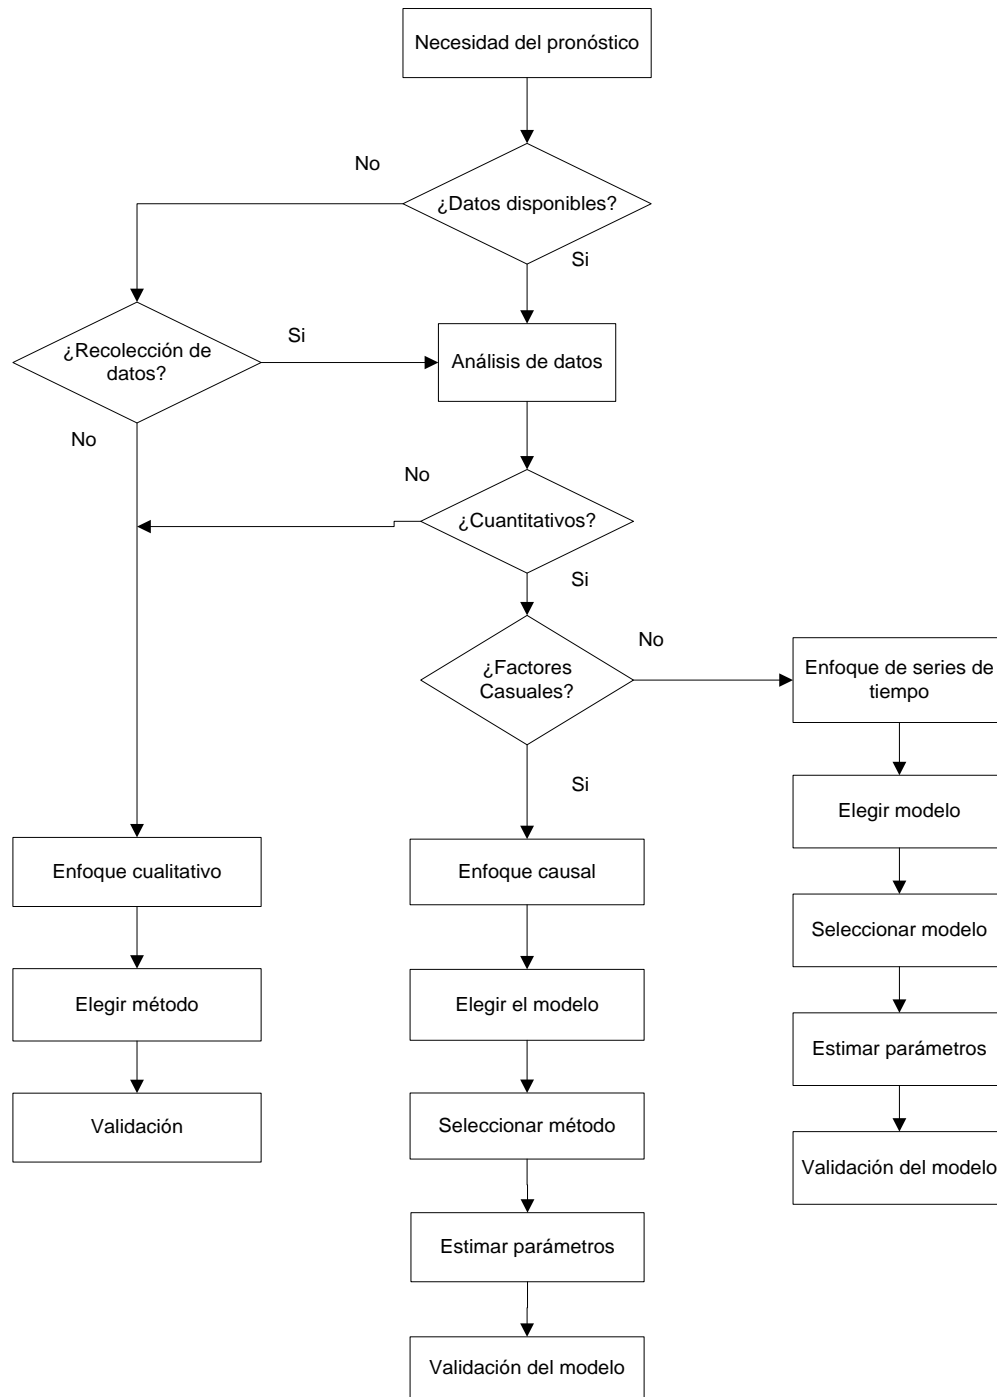 Necesidad del pronóstico
No
¿Datos disponibles?
Si
¿Recolección de
datos?
Si
Análisis de datos
No
No
¿Cuantitativos?
Si
¿Factores
Casuales?
No
Enfoque de series de
tiempo
Si
Elegir modelo
Enfoque cualitativo
Enfoque causal
Seleccionar modelo
Elegir método
Elegir el modelo
Estimar parámetros
Validación
Seleccionar método
Validación del modelo
Estimar parámetros
Validación del modelo